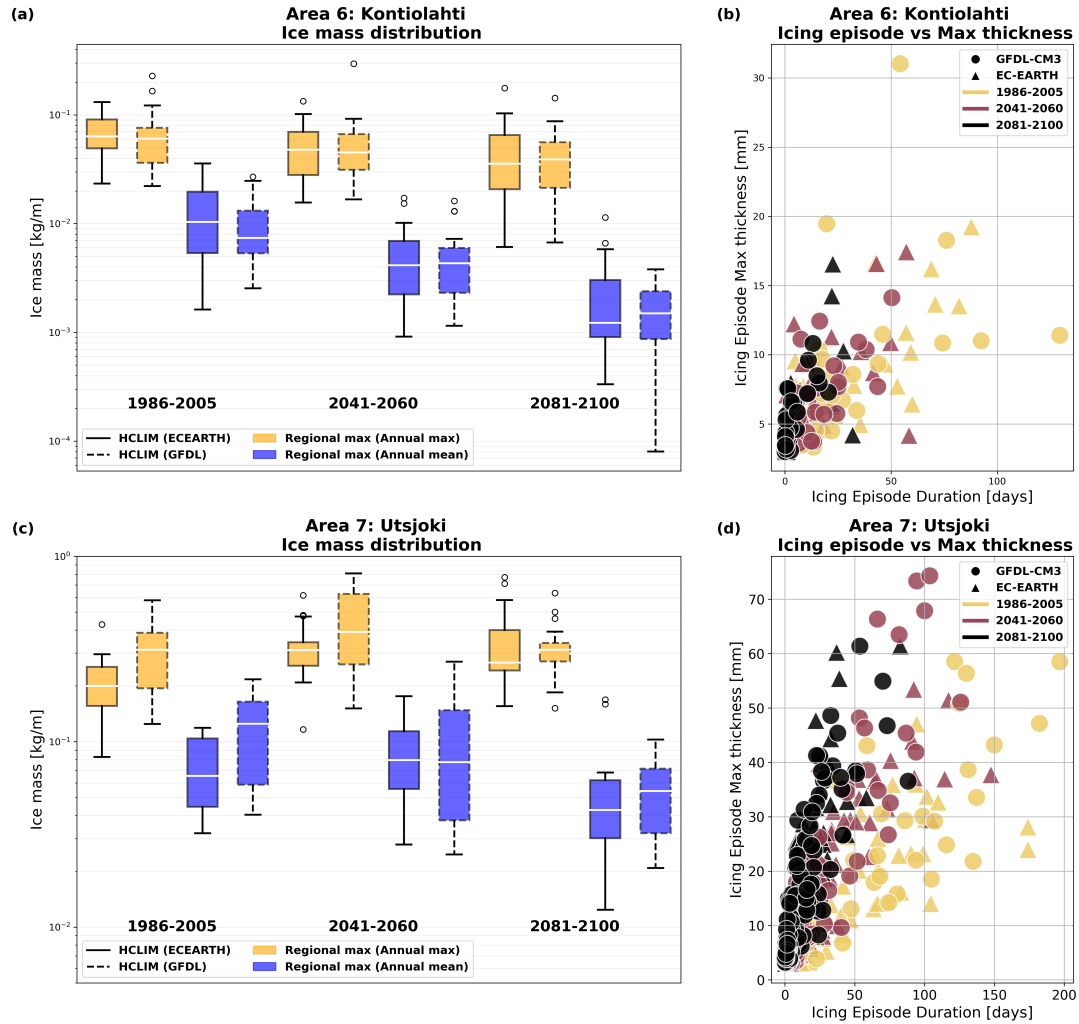 (a)
Area 6: Kontiolahti
Ice mass distribution
Ice mass [kg/m]
10⁻¹
10⁻²
10⁻³
10⁻⁴
1986-2005
2041-2060
2081-2100
HCLIM (ECEARTH)
HCLIM (GFDL)
Regional max (Annual max)
Regional max (Annual mean)
(b)
Area 6: Kontiolahti
Icing episode vs Max thickness
Icing Episode Max thickness [mm]
30
25
20
15
10
5
GFDL-CM3
EC-EARTH
1986-2005
2041-2060
2081-2100
0
50
100
Icing Episode Duration [days]
(c)
Area 7: Utsjoki
Ice mass distribution
Ice mass [kg/m]
10⁰
10⁻¹
10⁻²
1986-2005
2041-2060
2081-2100
HCLIM (ECEARTH)
HCLIM (GFDL)
Regional max (Annual max)
Regional max (Annual mean)
(d)
Area 7: Utsjoki
Icing episode vs Max thickness
Icing Episode Max thickness [mm]
70
60
50
40
30
20
10
0
GFDL-CM3
EC-EARTH
1986-2005
2041-2060
2081-2100
0
50
100
150
200
Icing Episode Duration [days]